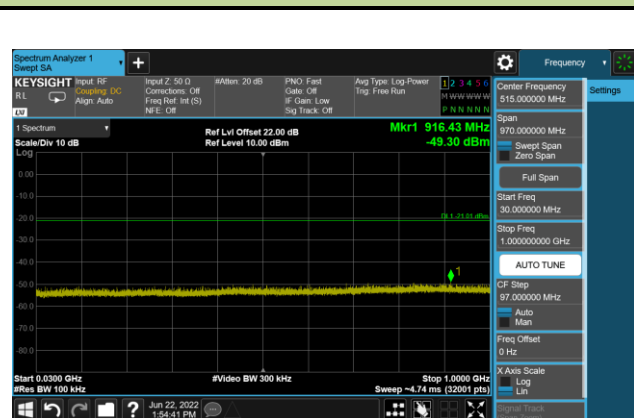 Spectrum Analyzer 1
Swept SA
Frequency
KEYSIGHT
RL
LM
Input: RF
Coupling: DC
Align: Auto
Input Z: 50 Ω
Corrections: Off
Freq Ref: Int (S)
NFE: Off
#Atten: 20 dB
PNO: Fast
Gate: Off
IF Gain: Low
Sig Track: Off
Avg Type: Log-Power
Trig: Free Run
1 2 3 4 5 6
M W W W W W
P N N N N N
Center Frequency
515.000000 MHz
Settings
1 Spectrum
Scale/Div 10 dB
Log
Ref Lvl Offset 22.00 dB
Ref Level 10.00 dBm
Mkr1 916.43 MHz
-49.30 dBm
Span
970.000000 MHz
Swept Span
Zero Span
Full Span
Start Freq
30.000000 MHz
Stop Freq
1.000000000 GHz
AUTO TUNE
CF Step
97.000000 MHz
Auto
Man
Freq Offset
0 Hz
X Axis Scale
Log
Lin
Signal Track
0.00
-10.0
-20.0
-30.0
-40.0
-50.0
-60.0
-70.0
-80.0
1
Start 0.0300 GHz
#Res BW 100 kHz
#Video BW 300 kHz
Stop 1.0000 GHz
Sweep ~4.74 ms (32001 pts)
?
Jun 22, 2022
1:54:41 PM